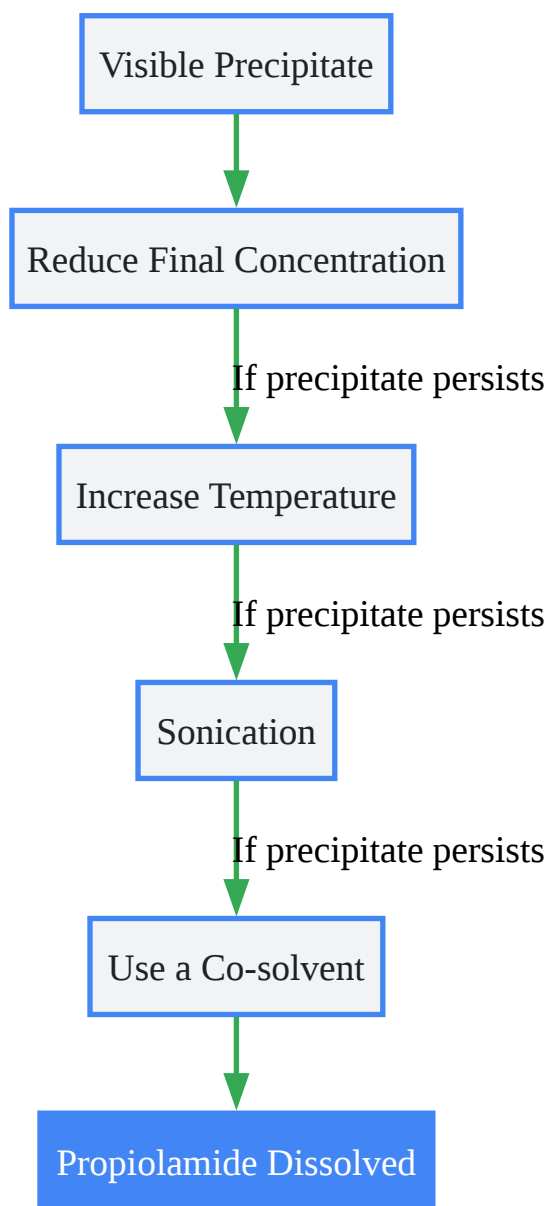 Visible Precipitate
Reduce Final Concentration
If precipitate persists
Increase Temperature
If precipitate persists
Sonication
If precipitate persists
Use a Co-solvent
Propiolamide Dissolved